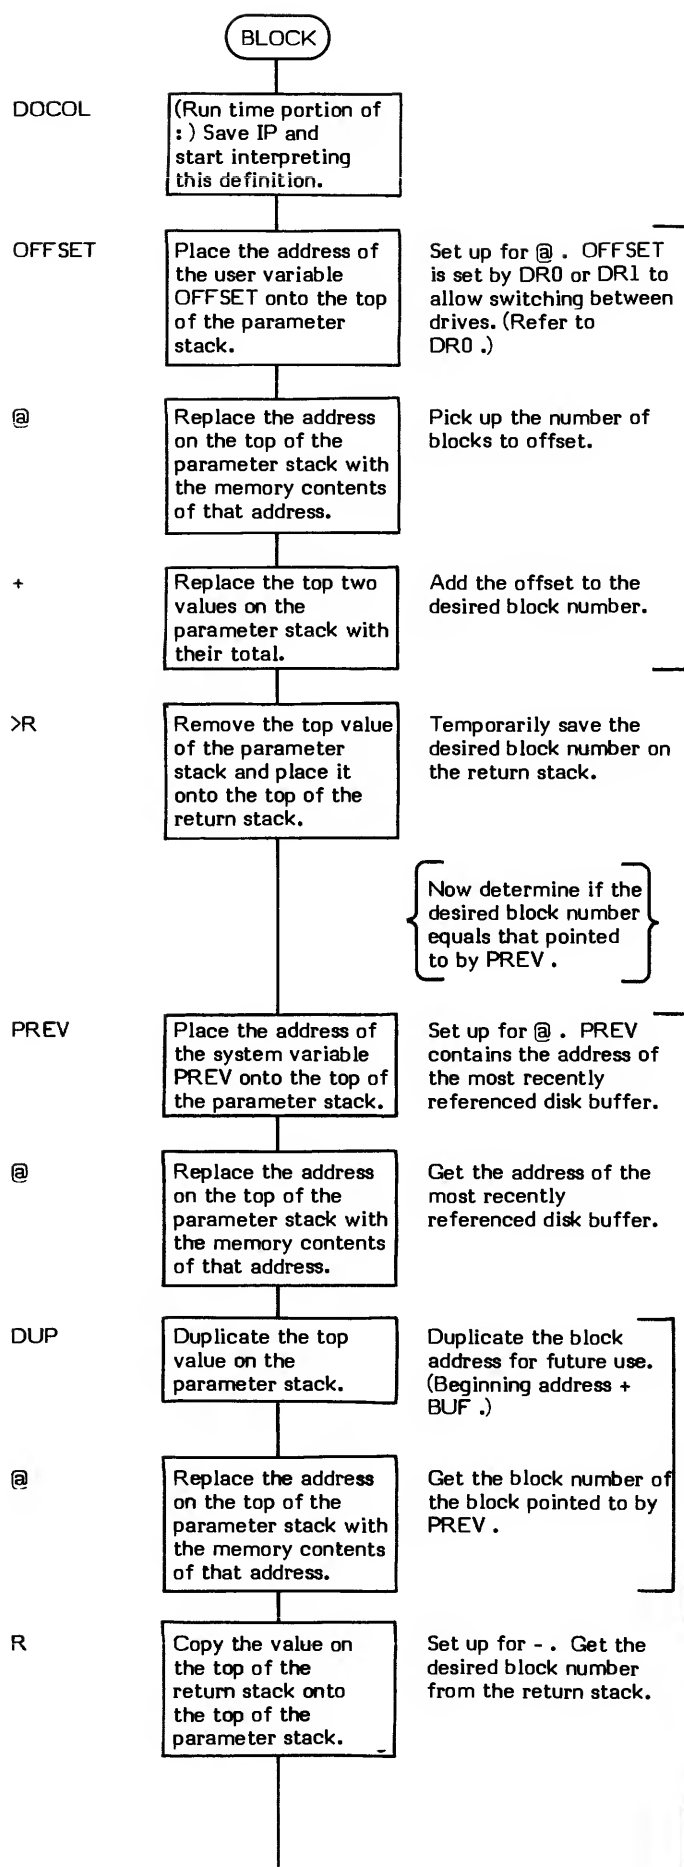 BLOCK
DOCOL
(Run time portion of
: ) Save IP and
start interpreting
this definition.
OFFSET
Place the address of
the user variable
OFFSET onto the top
of the parameter
stack.
Set up for @ . OFFSET
is set by DR0 or DR1 to
allow switching between
drives. (Refer to
DR0 .)
@
Replace the address
on the top of the
parameter stack with
the memory contents
of that address.
Pick up the number of
blocks to offset.
+
Replace the top two
values on the
parameter stack with
their total.
Add the offset to the
desired block number.
>R
Remove the top value
of the parameter
stack and place it
onto the top of the
return stack.
Temporarily save the
desired block number on
the return stack.
Now determine if the
desired block number
equals that pointed
to by PREV .
PREV
Place the address of
the system variable
PREV onto the top of
the parameter stack.
Set up for @ . PREV
contains the address of
the most recently
referenced disk buffer.
@
Replace the address
on the top of the
parameter stack with
the memory contents
of that address.
Get the address of the
most recently
referenced disk buffer.
DUP
Duplicate the top
value on the
parameter stack.
Duplicate the block
address for future use.
(Beginning address +
BUF .)
@
Replace the address
on the top of the
parameter stack with
the memory contents
of that address.
Get the block number of
the block pointed to by
PREV .
R
Copy the value on
the top of the
return stack onto
the top of the
parameter stack.
Set up for - . Get the
desired block number
from the return stack.